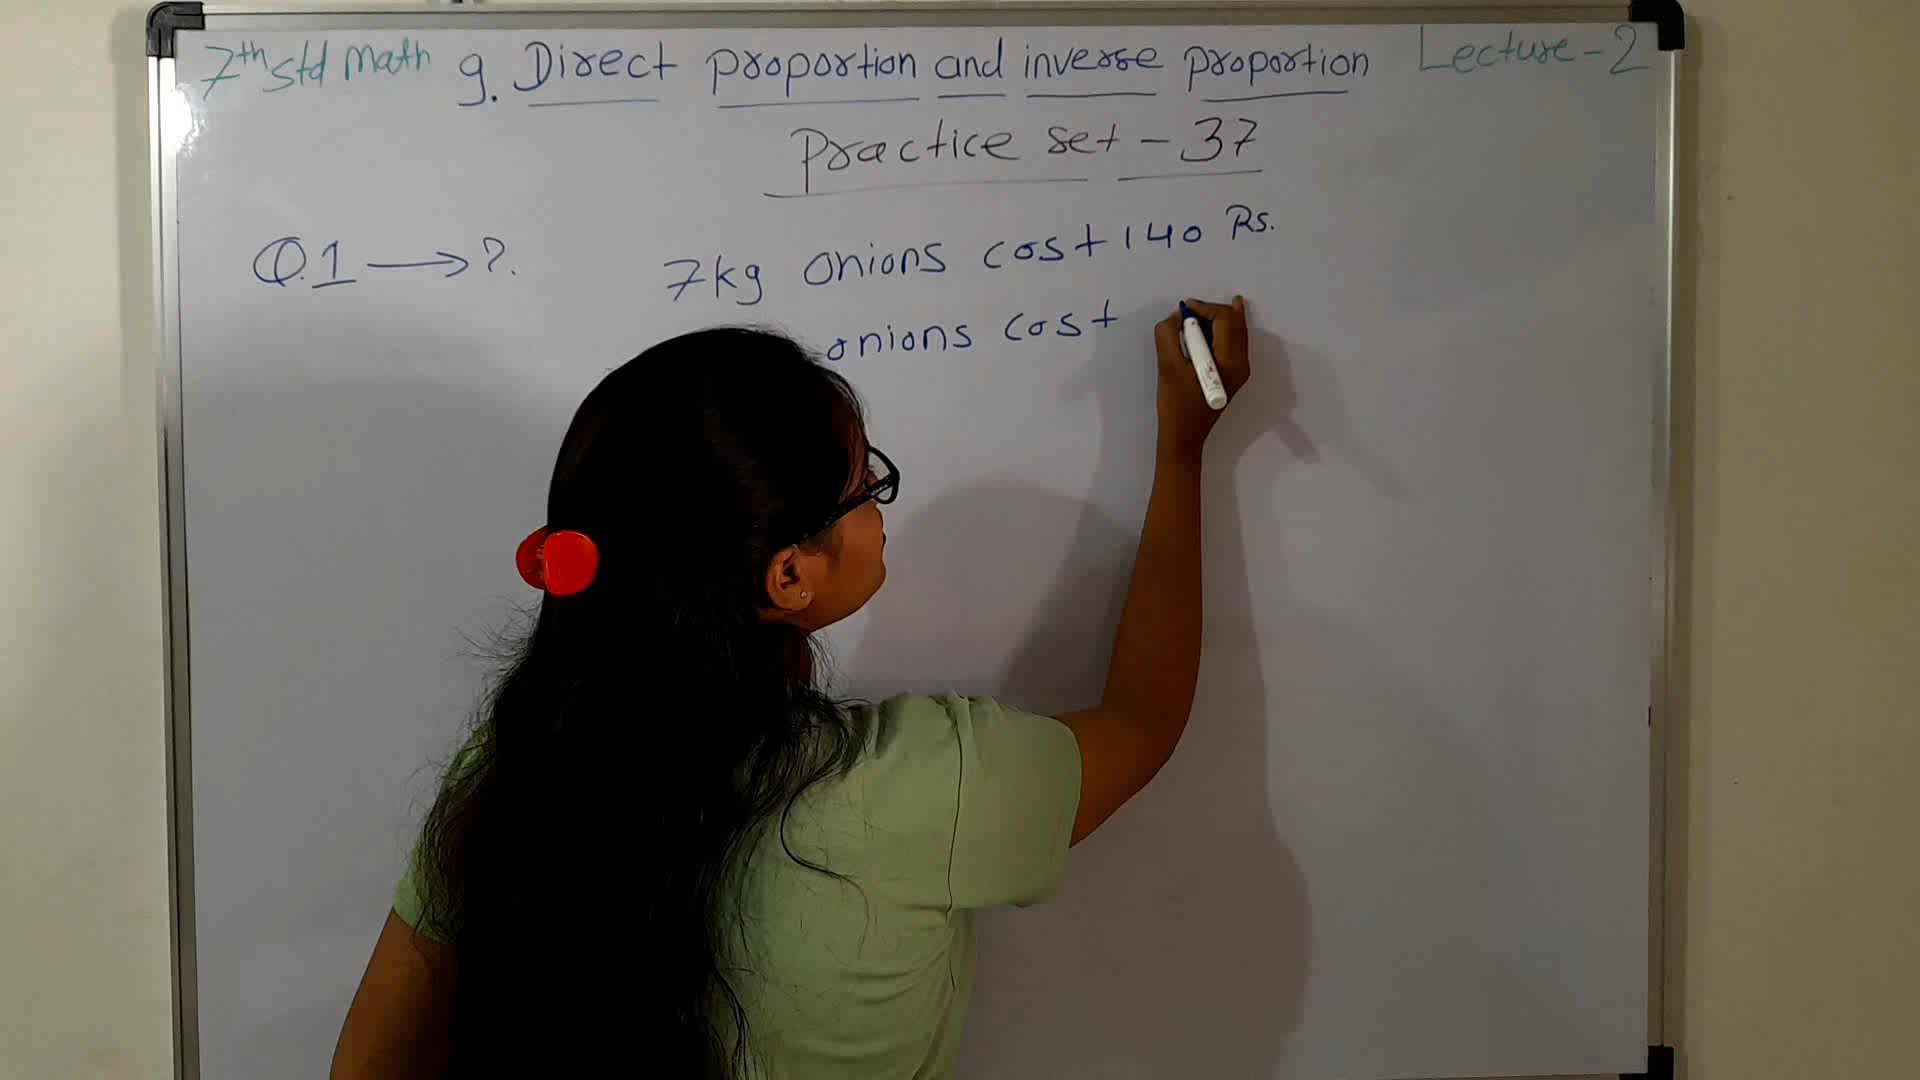 7th std Math 9. Direct proportion and inverse proportion Lecture-2
Practice set - 37
Q.1 → ?. 7kg onions cost 140 Rs.
onions cost